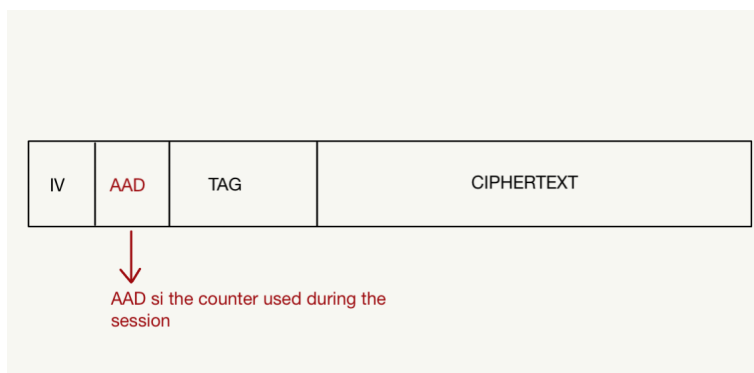 IV AAD TAG CIPHERTEXT
AAD si the counter used during the
session